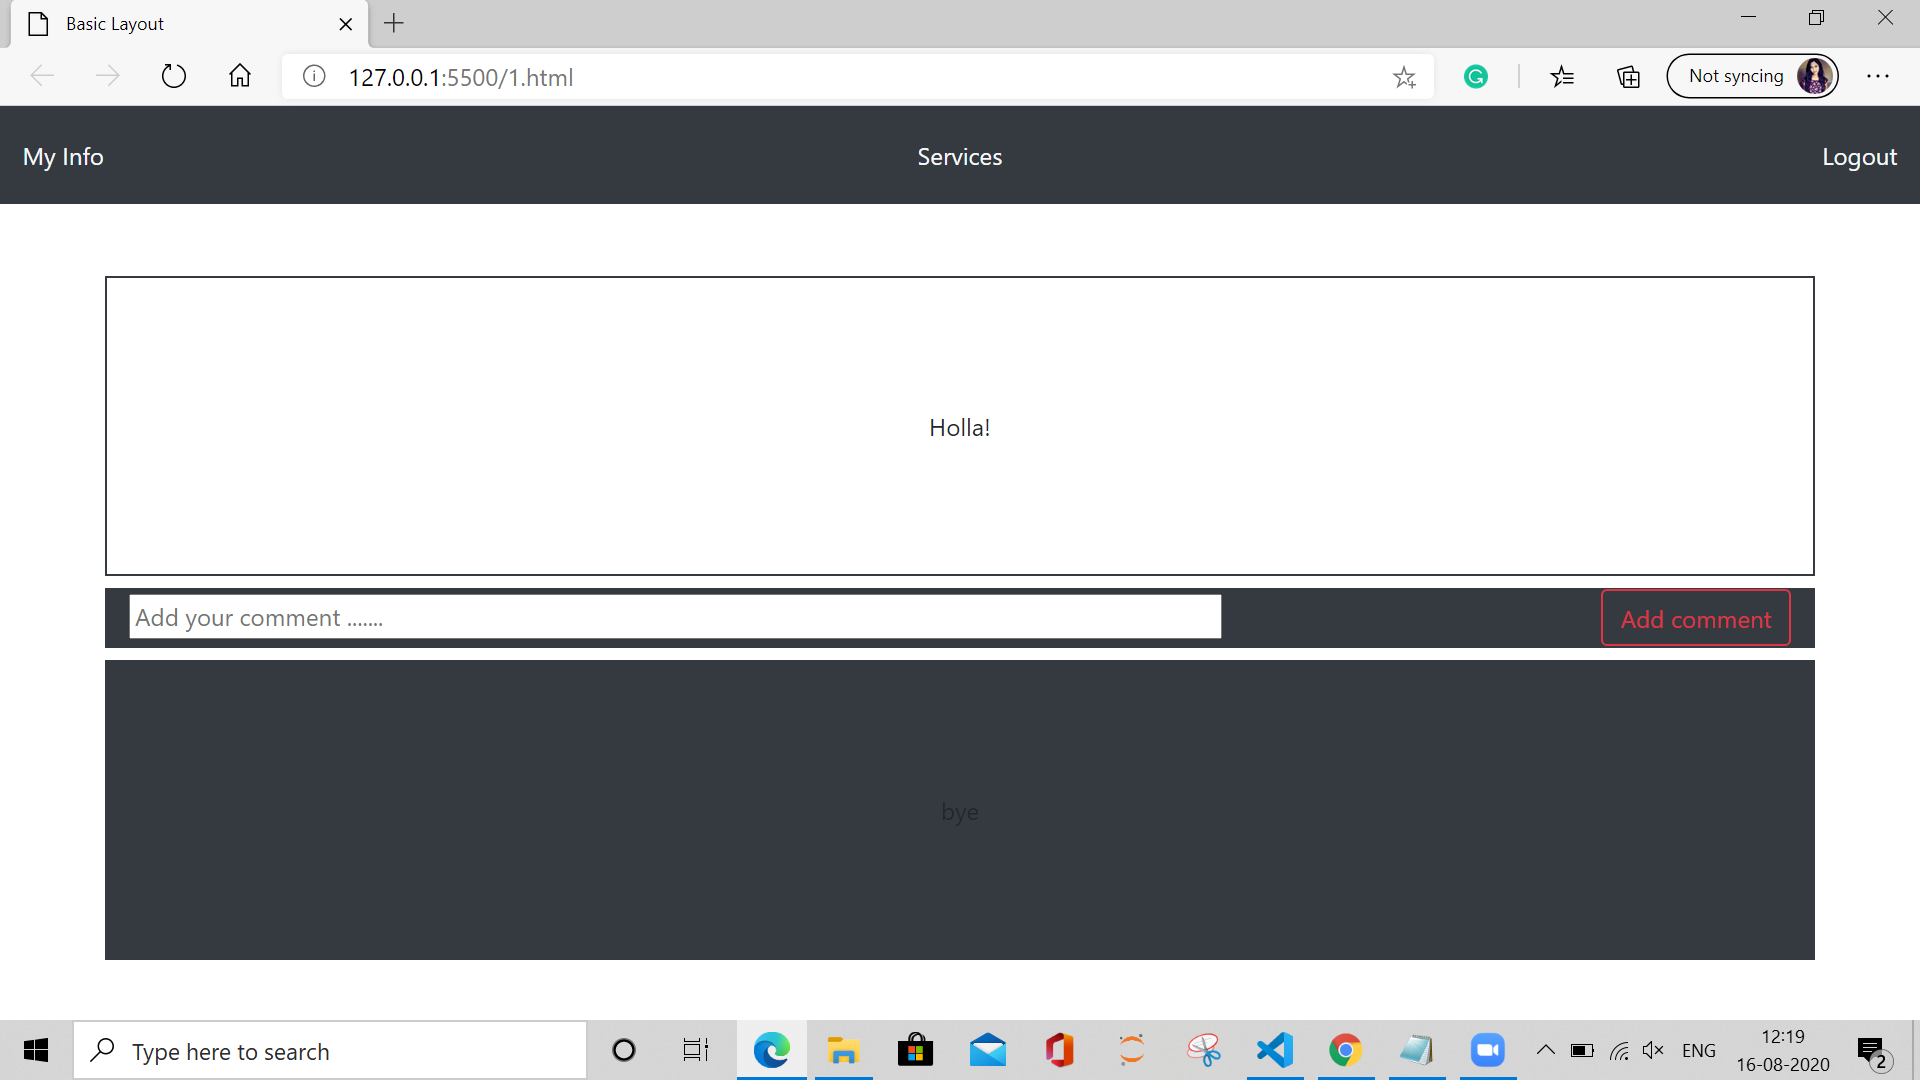 Basic Layout
127.0.0.1:5500/1.html
Not syncing
My Info
Services
Logout
Holla!
Add your comment .......
Add comment
bye
Type here to search
ENG
12:19
16-08-2020
2